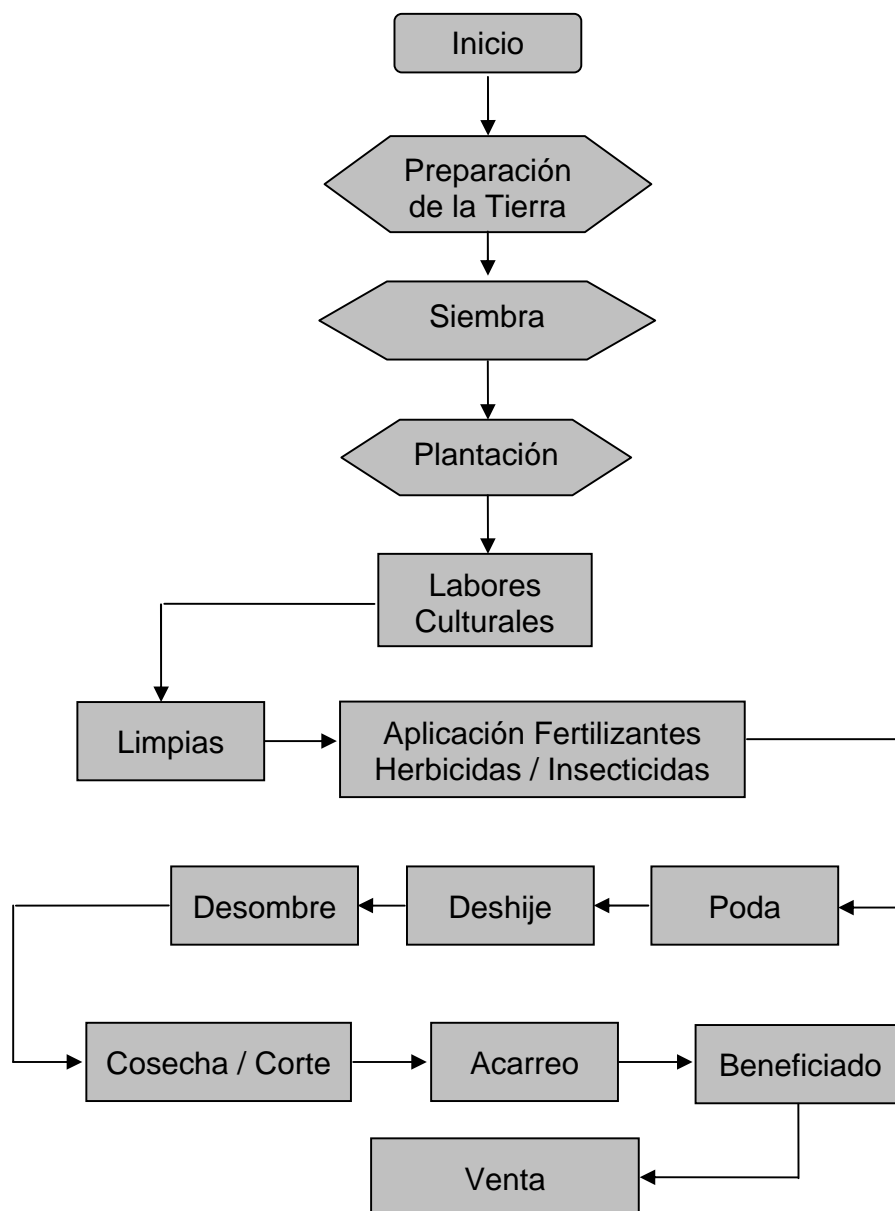 Inicio
Preparación
de la Tierra
Siembra
Plantación
Labores
Culturales
Limpias
Aplicación Fertilizantes
Herbicidas / Insecticidas
Poda
Deshije
Desombre
Cosecha / Corte
Acarreo
Beneficiado
Venta